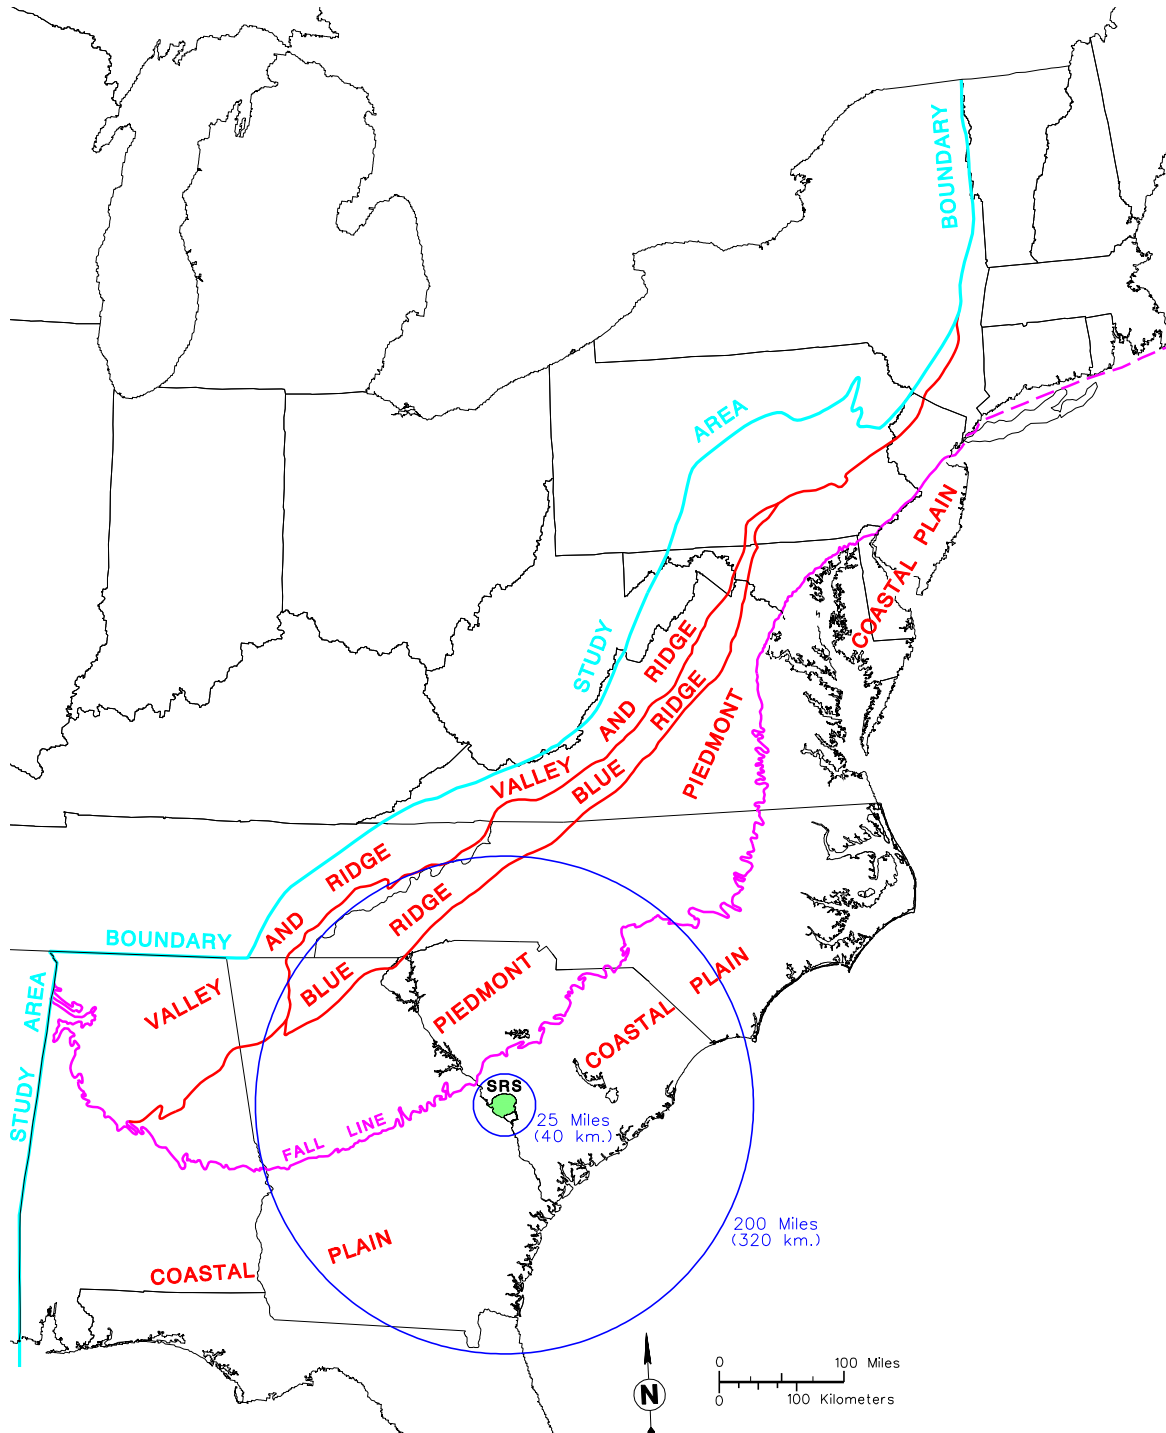 BOUNDARY
AREA
STUDY
COASTAL PLAIN
VALLEY AND RIDGE
BLUE RIDGE
PIEDMONT
AND RIDGE
BLUE RIDGE
BOUNDARY
VALLEY
STUDY AREA
PIEDMONT
COASTAL PLAIN
SRS
25 Miles
(40 km.)
FALL LINE
200 Miles
(320 km.)
COASTAL PLAIN
N
0 100 Miles
0 100 Kilometers